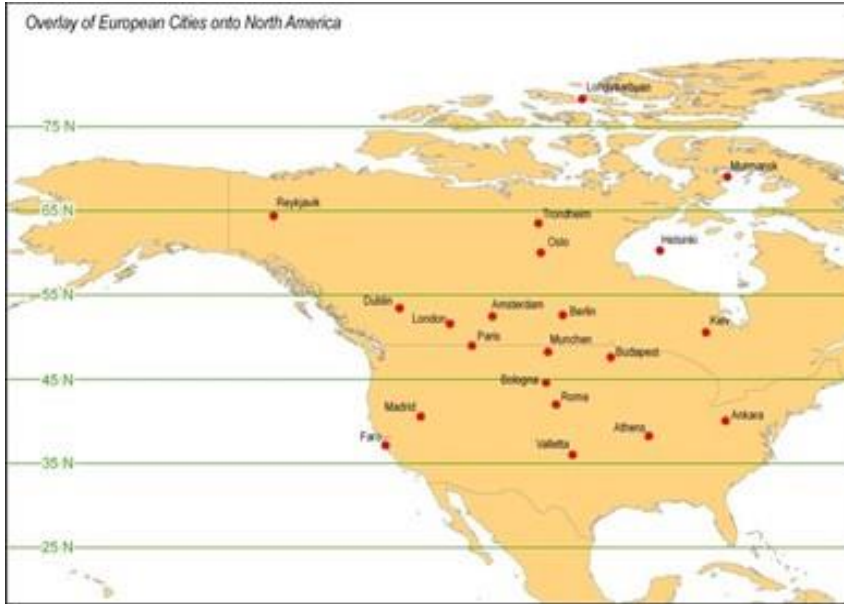 Overlay of European Cities onto North America
Longyearbyen
75 N
Murmansk
Reykjavik
65 N
Trondheim
Oslo
Helsinki
55 N
Dublin
Amsterdam
Berlin
London
Kiev
Paris
Munchen
Budapest
45 N
Bologna
Roma
Madrid
Ankara
Athens
Faro
Valletta
35 N
25 N